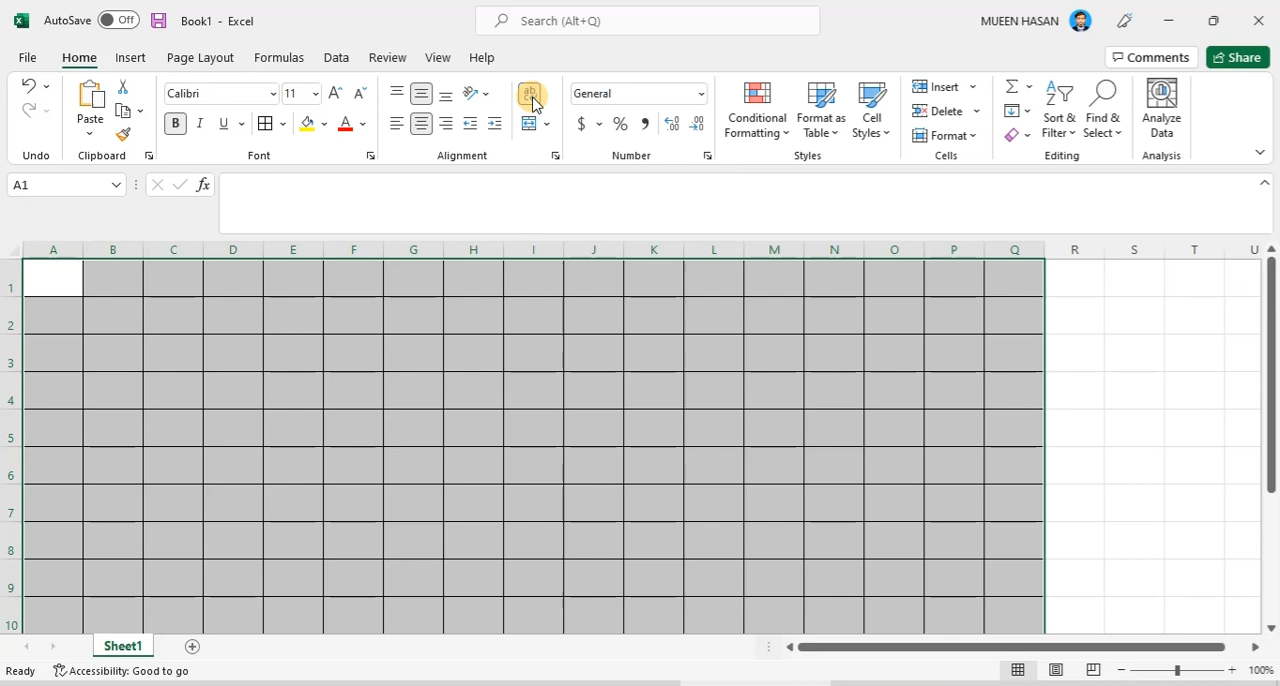 AutoSave Off Book1 - Excel Search (Alt+Q) MUEEN HASAN
File Home Insert Page Layout Formulas Data Review View Help Comments Share
Calibri 11 General
Paste B I U $ % Conditional Formatting Format as Table Cell Styles Insert Delete Format Sort & Filter Find & Select Analyze Data
Undo Clipboard Font Alignment Number Styles Cells Editing Analysis
A1 fx
A B C D E F G H I J K L M N O P Q R S T U
1
2
3
4
5
6
7
8
9
10
Sheet1
Ready Accessibility: Good to go 100%